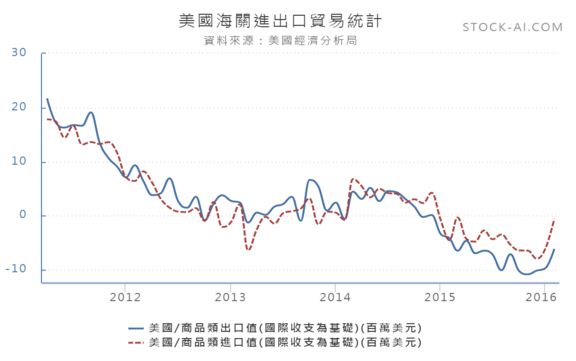 美國海關進出口貿易統計
STOCK-AI.COM
資料來源：美國經濟分析局
30
20
10
0
-10
2012
2013
2014
2015
2016
美國/商品類出口值(國際收支為基礎)(百萬美元)
美國/商品類進口值(國際收支為基礎)(百萬美元)